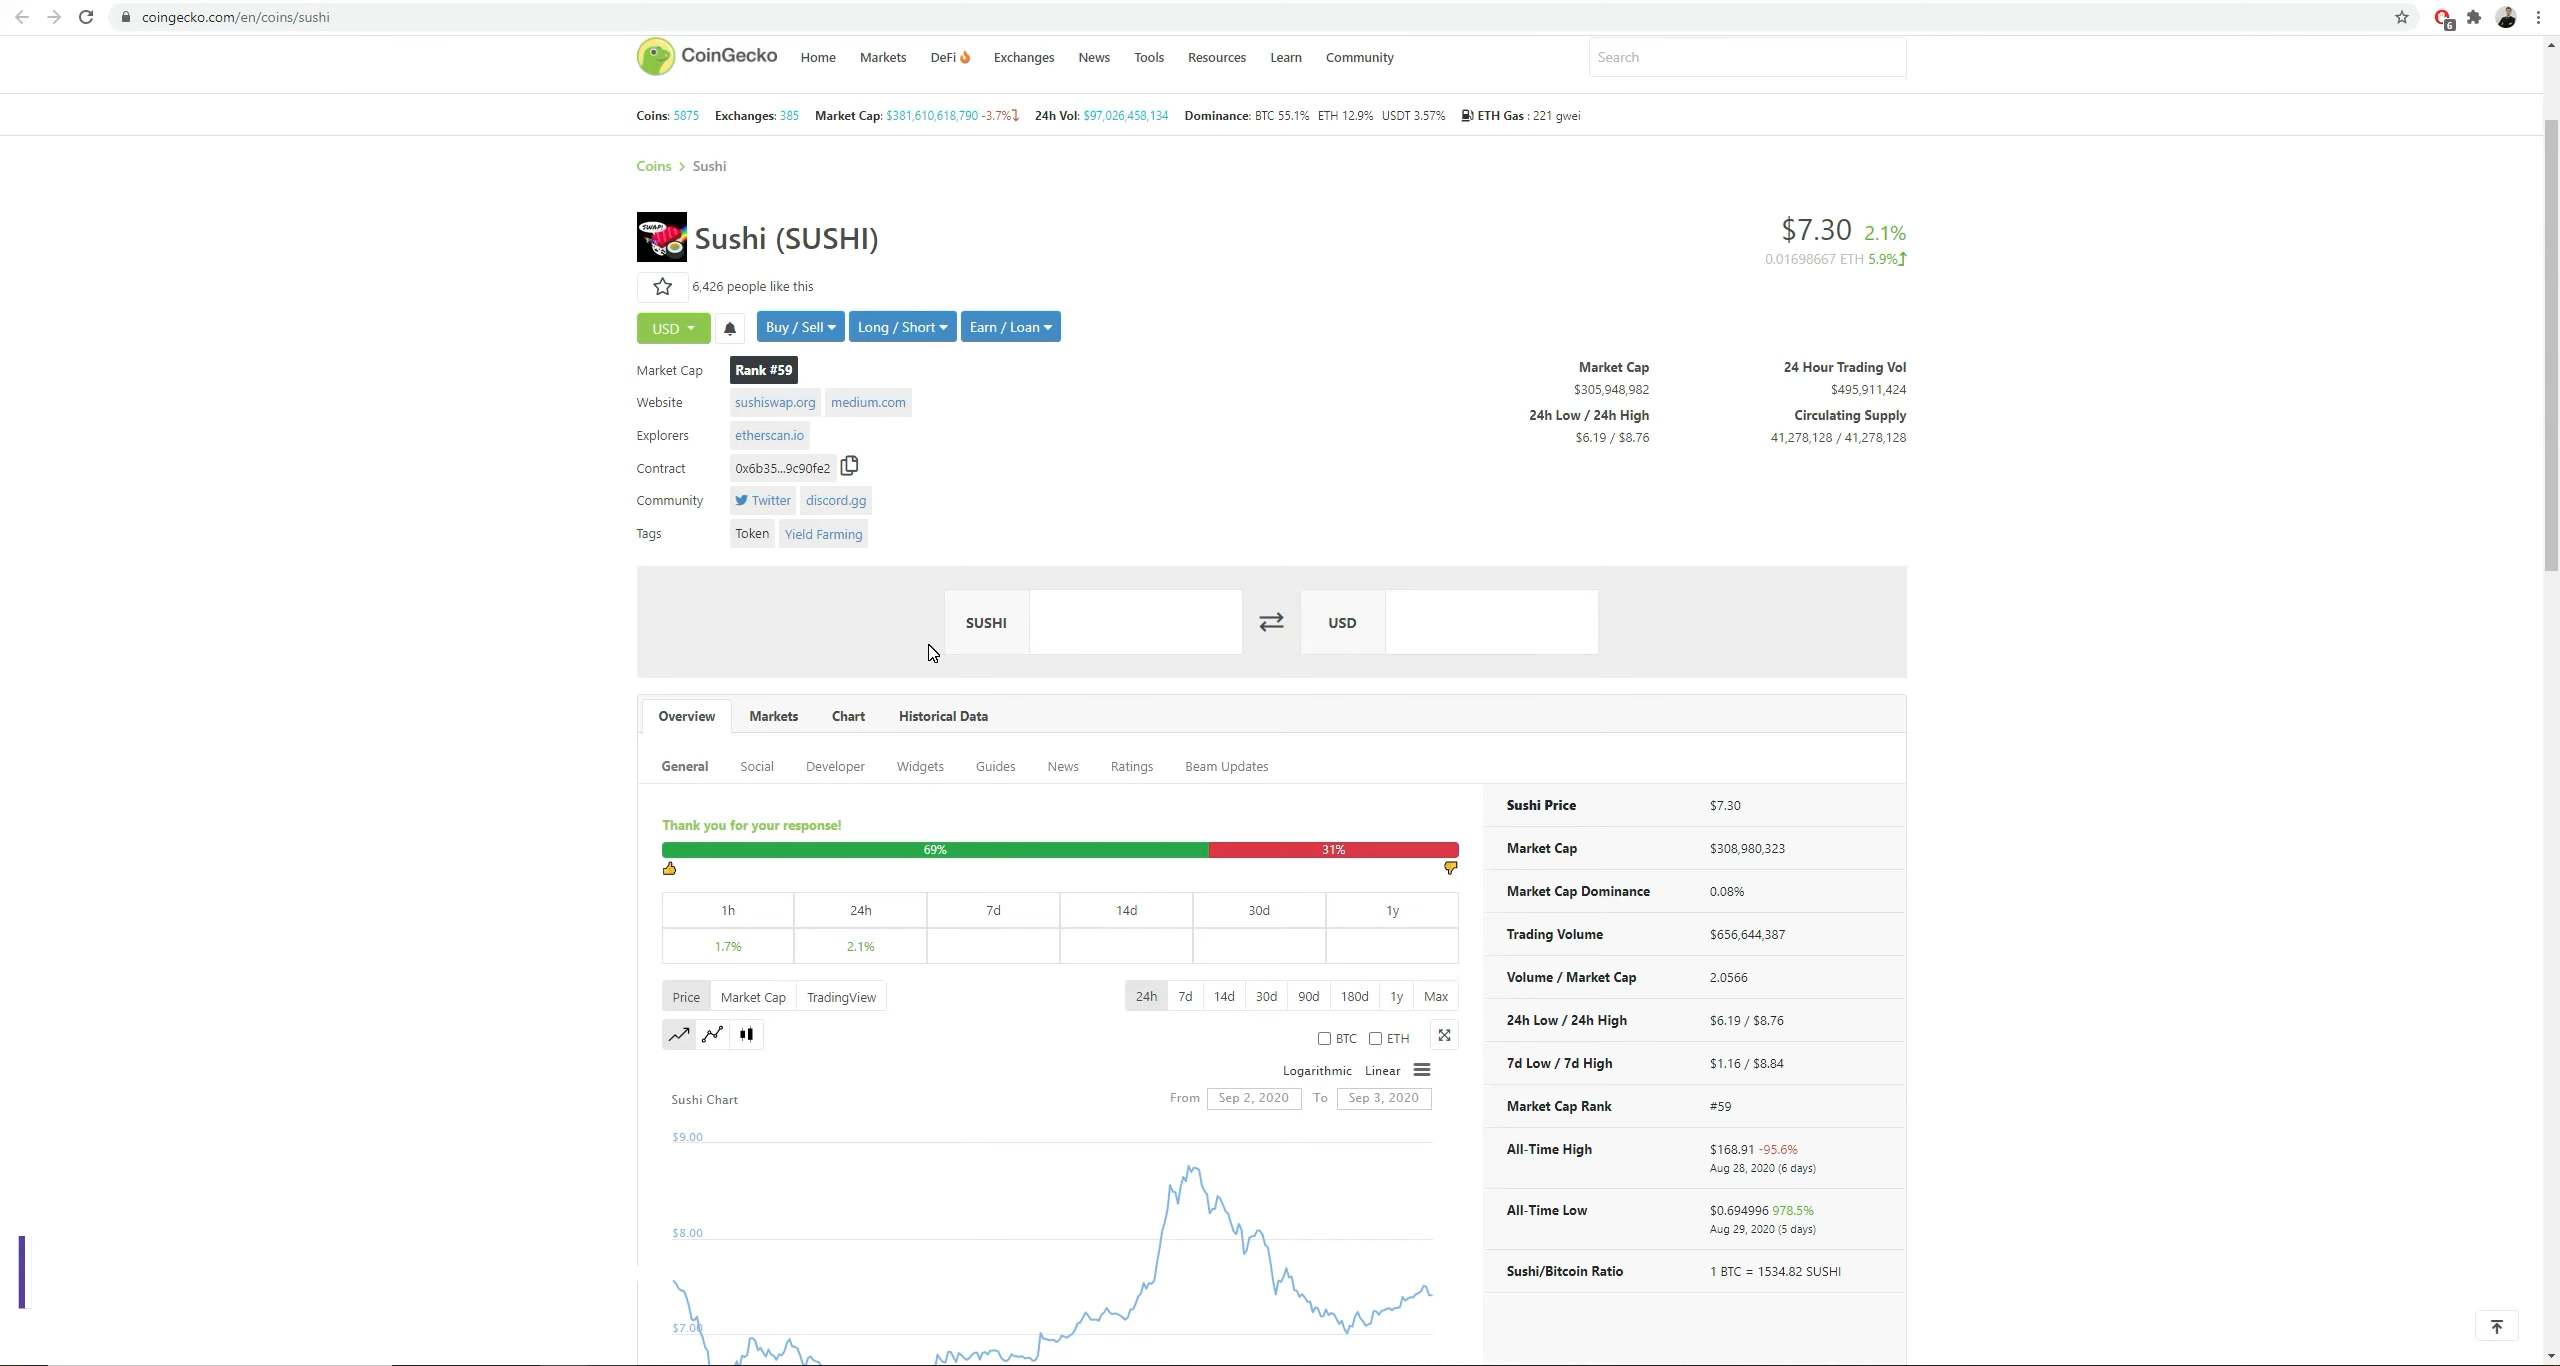 coingecko.com/en/coins/sushi
6
CoinGecko Home Markets DeFi Exchanges News Tools Resources Learn Community Search
Coins: 5875 Exchanges: 385 Market Cap: $381,610,618,790 -3.7% 24h Vol: $97,026,458,134 Dominance: BTC 55.1% ETH 12.9% USDT 3.57% ETH Gas : 221 gwei
Coins > Sushi
SWAP!
Sushi (SUSHI)
$7.30 2.1%
0.01698667 ETH 5.9%
6,426 people like this
USD Buy / Sell Long / Short Earn / Loan
Market Cap Rank #59
Website sushiswap.org medium.com
Explorers etherscan.io
Contract 0x6b35...9c90fe2
Community Twitter discord.gg
Tags Token Yield Farming
Market Cap 24 Hour Trading Vol
$305,948,982 $495,911,424
24h Low / 24h High Circulating Supply
$6.19 / $8.76 41,278,128 / 41,278,128
SUSHI USD
Overview Markets Chart Historical Data
General Social Developer Widgets Guides News Ratings Beam Updates
Thank you for your response!
69% 31%
1h 24h 7d 14d 30d 1y
1.7% 2.1%
Price Market Cap TradingView 24h 7d 14d 30d 90d 180d 1y Max
BTC ETH
Logarithmic Linear
Sushi Chart From Sep 2, 2020 To Sep 3, 2020
$9.00
$8.00
$7.00
Sushi Price $7.30
Market Cap $308,980,323
Market Cap Dominance 0.08%
Trading Volume $656,644,387
Volume / Market Cap 2.0566
24h Low / 24h High $6.19 / $8.76
7d Low / 7d High $1.16 / $8.84
Market Cap Rank #59
All-Time High $168.91 -95.6%
Aug 28, 2020 (6 days)
All-Time Low $0.694996 978.5%
Aug 29, 2020 (5 days)
Sushi/Bitcoin Ratio 1 BTC = 1534.82 SUSHI